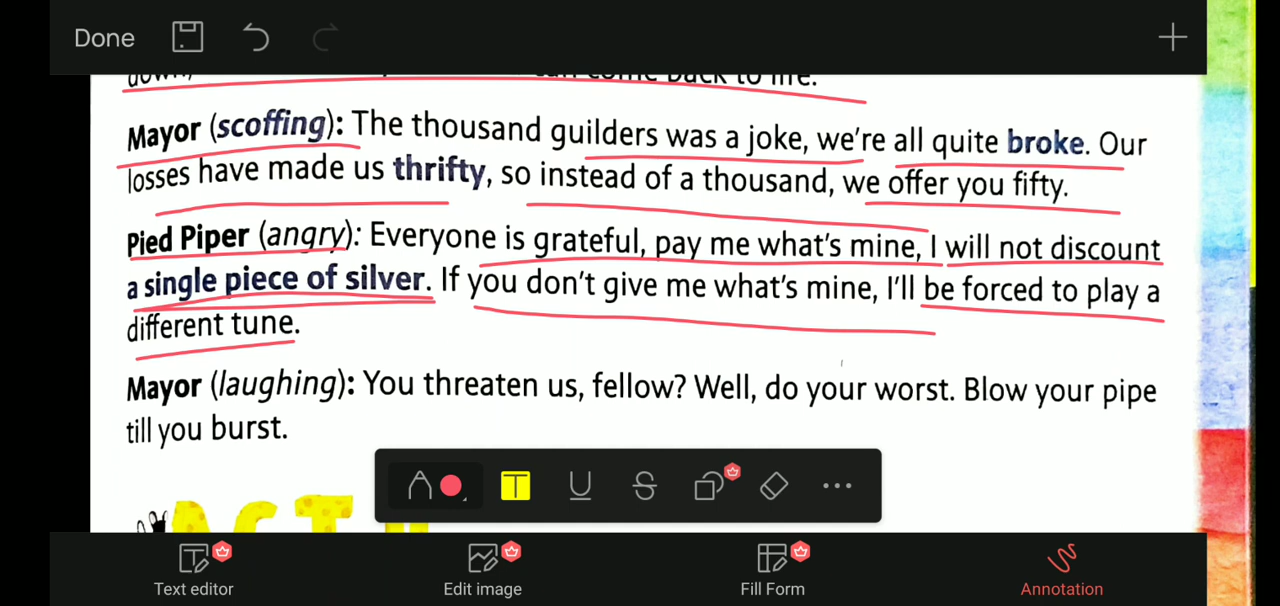 Done
come back to life.
Mayor (scoffing): The thousand guilders was a joke, we're all quite broke. Our
losses have made us thrifty, so instead of a thousand, we offer you fifty.
Pied Piper (angry): Everyone is grateful, pay me what's mine, I will not discount
a single piece of silver. If you don't give me what's mine, I'll be forced to play a
different tune.
Mayor (laughing): You threaten us, fellow? Well, do your worst. Blow your pipe
till you burst.
Text editor
Edit image
Fill Form
Annotation